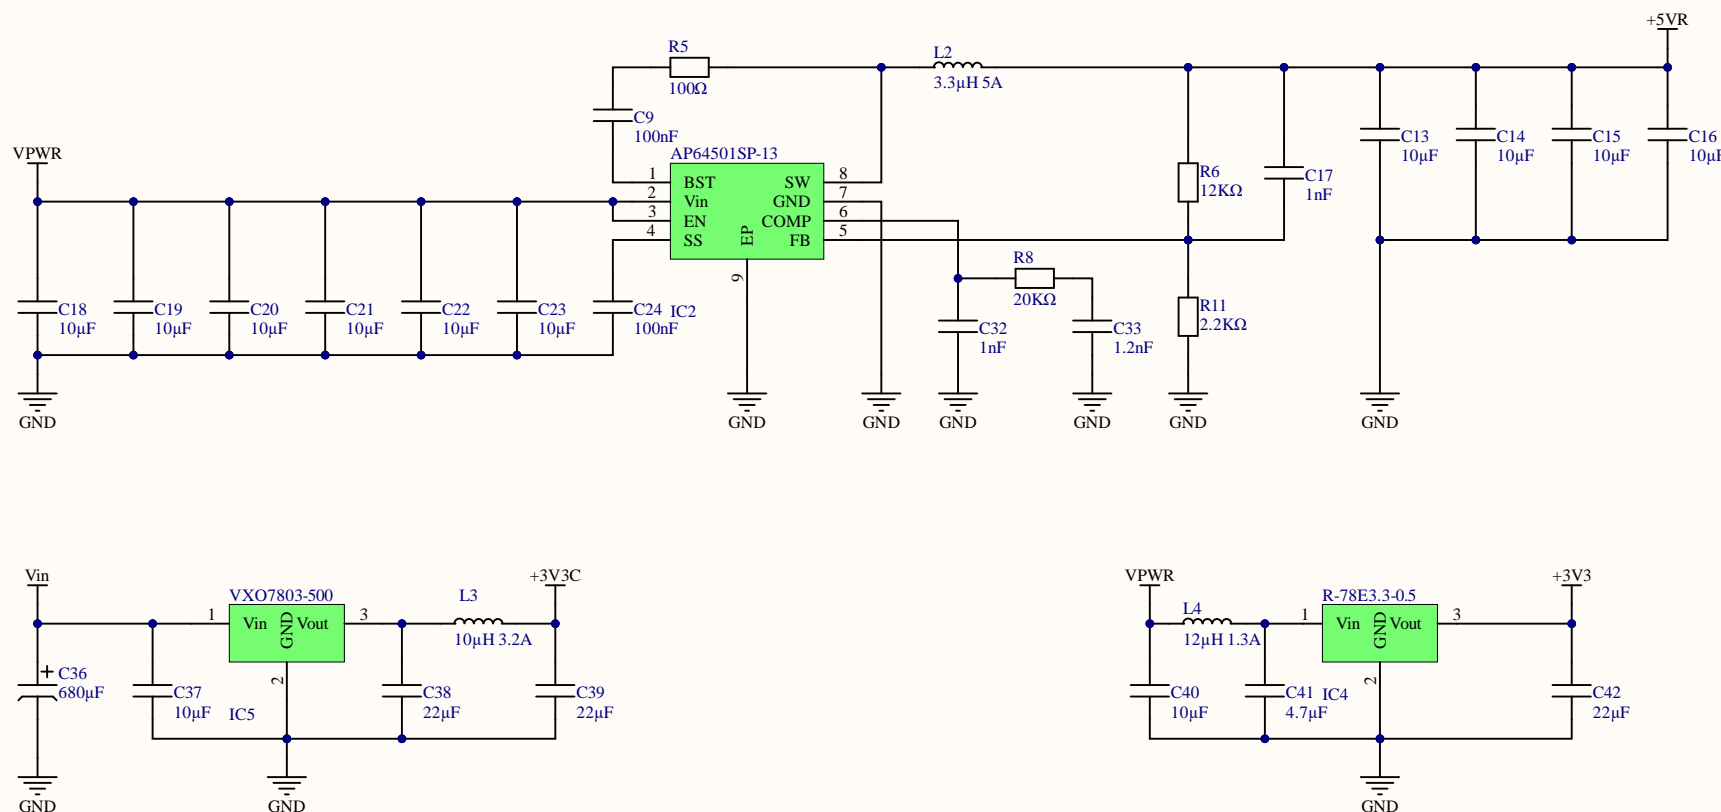 +5VR
R5
100Ω
L2
3.3µH 5A
C9
100nF
AP64501SP-13
VPWR
1 BST SW 8
2 Vin GND 7
3 EN COMP 6
4 SS EP FB 5
9
R6
12KΩ
C17
1nF
C13
10µF
C14
10µF
C15
10µF
C16
10µF
R8
20KΩ
C18
10µF
C19
10µF
C20
10µF
C21
10µF
C22
10µF
C23
10µF
C24
100nF
IC2
C32
1nF
C33
1.2nF
R11
2.2KΩ
GND GND GND GND GND GND GND
Vin
VXO7803-500
1 Vin GND Vout 3
2
L3
10µH 3.2A
+3V3C
C36
680µF
+
C37
10µF
IC5
C38
22µF
C39
22µF
GND GND
VPWR
L4
12µH 1.3A
R-78E3.3-0.5
1 Vin GND Vout 3
2
+3V3
C40
10µF
C41
4.7µF
IC4
C42
22µF
GND